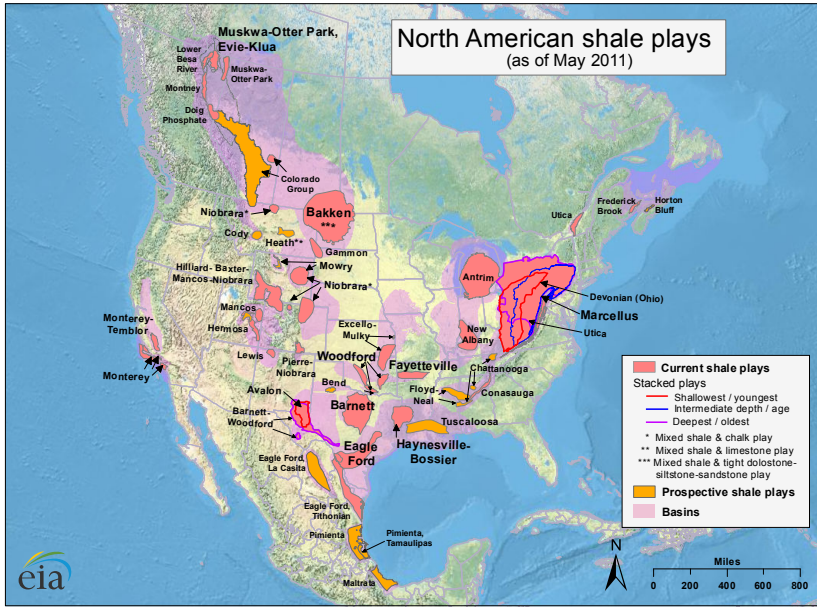 North American shale plays
(as of May 2011)
Muskwa-Otter Park,
Evie-Klua
Lower
Besa
River
Muskwa-
Otter Park
Montney
Doig
Phosphate
Colorado
Group
Niobrara*
Bakken
***
Cody
Heath**
Gammon
Mowry
Hilliard- Baxter-
Mancos-Niobrara
Niobrara*
Mancos
Hermosa
Monterey-
Temblor
Monterey
Lewis
Pierre-
Niobrara
Excello-
Mulky
Woodford
Fayetteville
Bend
Avalon
Barnett-
Woodford
Barnett
Eagle
Ford
Haynesville-
Bossier
Tuscaloosa
Floyd-
Neal
Conasauga
Chattanooga
New
Albany
Antrim
Devonian (Ohio)
Marcellus
Utica
Utica
Frederick
Brook
Horton
Bluff
Eagle Ford,
La Casita
Eagle Ford,
Tithonian
Pimienta
Pimienta,
Tamaulipas
Maltrata
Current shale plays
Stacked plays
Shallowest / youngest
Intermediate depth / age
Deepest / oldest
* Mixed shale & chalk play
** Mixed shale & limestone play
*** Mixed shale & tight dolostone-
siltstone-sandstone play
Prospective shale plays
Basins
N
Miles
0 200 400 600 800
eia